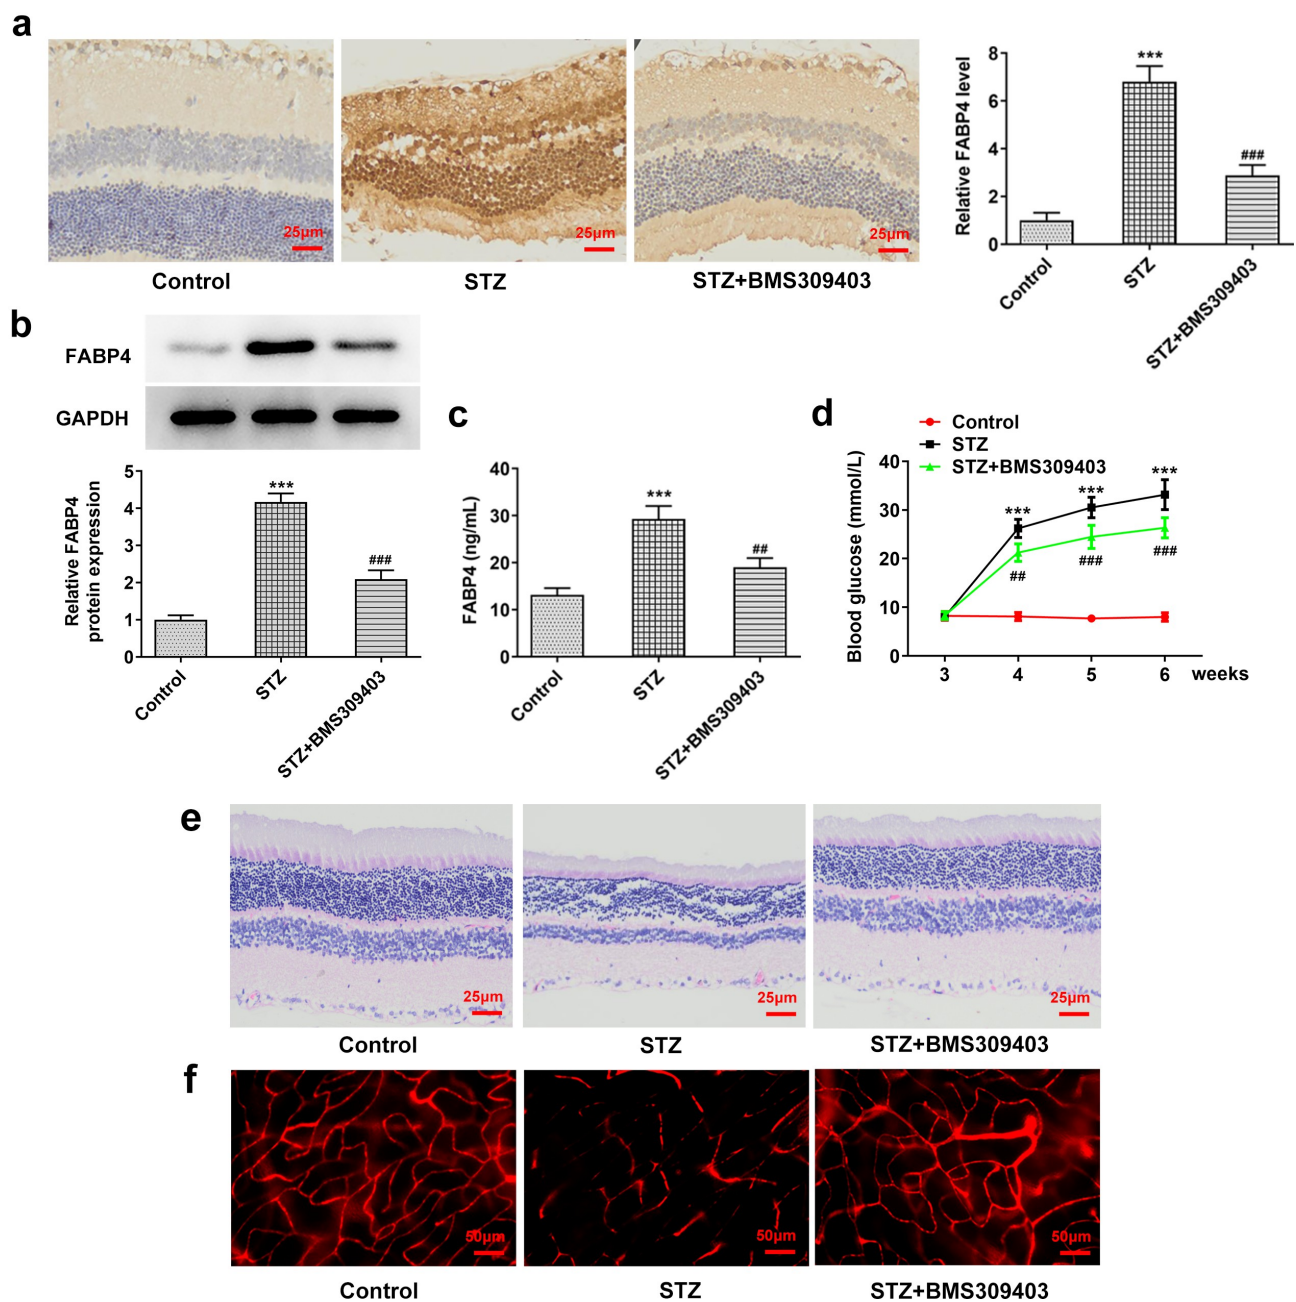 a
25µm
25µm
25µm
Control
STZ
STZ+BMS309403
Relative FABP4 level
8
6
4
2
0
***
###
Control
STZ
STZ+BMS309403
b
FABP4
GAPDH
Relative FABP4
protein expression
5
4
3
2
1
0
***
###
Control
STZ
STZ+BMS309403
c
FABP4 (ng/mL)
40
30
20
10
0
***
##
Control
STZ
STZ+BMS309403
d
Control
STZ
STZ+BMS309403
Blood glucose (mmol/L)
40
30
20
10
0
***
***
***
##
###
###
3 4 5 6 weeks
e
25µm
25µm
25µm
Control
STZ
STZ+BMS309403
f
50µm
50µm
50µm
Control
STZ
STZ+BMS309403